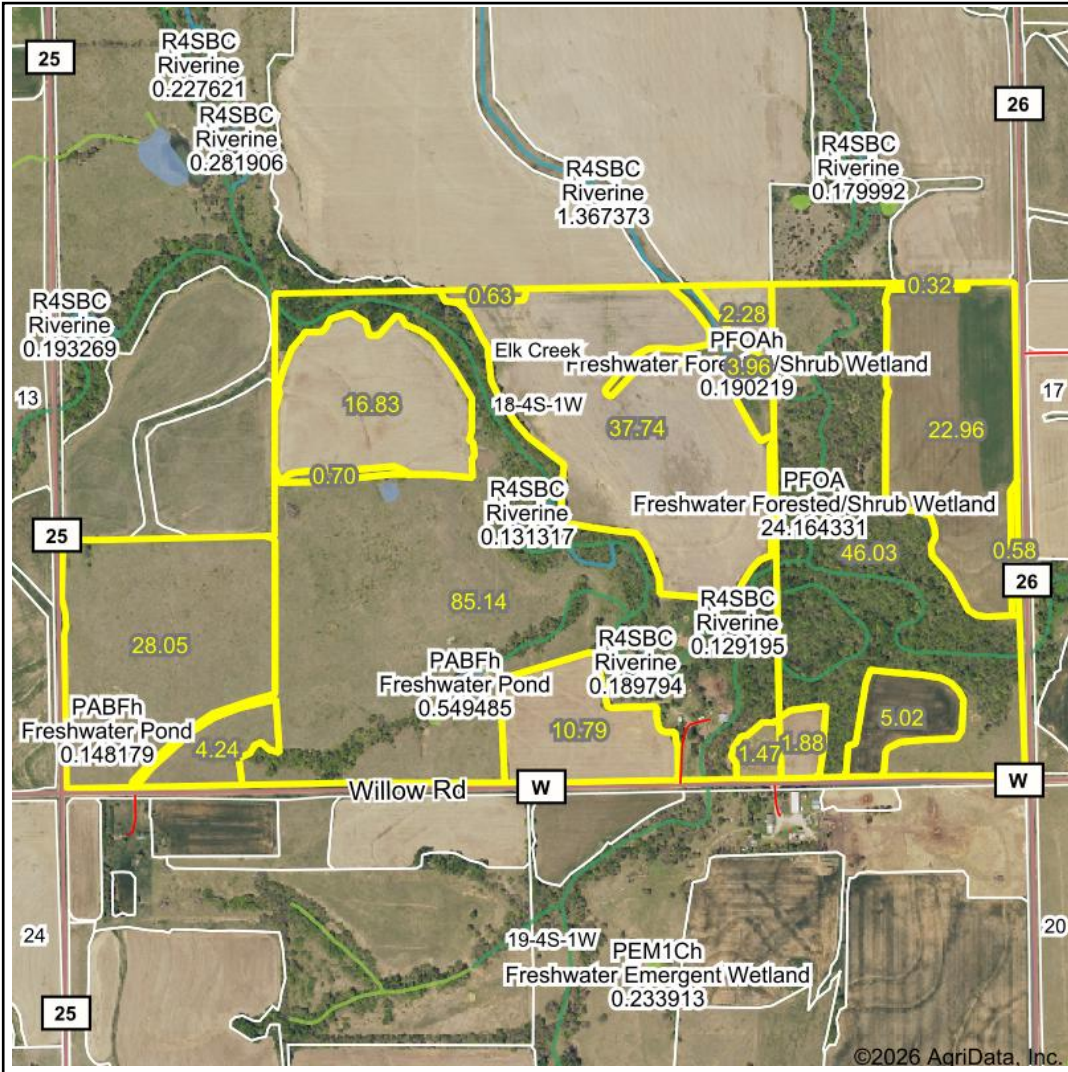 25
R4SBC
Riverine
0.227621
R4SBC
Riverine
0.281906
26
R4SBC
Riverine
1.367373
R4SBC
Riverine
0.179992
R4SBC
Riverine
0.193269
0.63
0.32
2.28
Elk Creek
PFOAh
Freshwater Forested/Shrub Wetland
0.190219
3.96
13
16.83
18-4S-1W
37.74
17
22.96
0.70
R4SBC
Riverine
0.131317
PFOA
Freshwater Forested/Shrub Wetland
24.164331
25
46.03
0.58
26
85.14
28.05
R4SBC
Riverine
0.129195
R4SBC
Riverine
0.189794
PABFh
Freshwater Pond
0.549485
PABFh
Freshwater Pond
0.148179
4.24
10.79
1.47
1.88
5.02
Willow Rd
W
W
24
19-4S-1W
20
PEM1Ch
Freshwater Emergent Wetland
0.233913
25
©2026 AgriData, Inc.